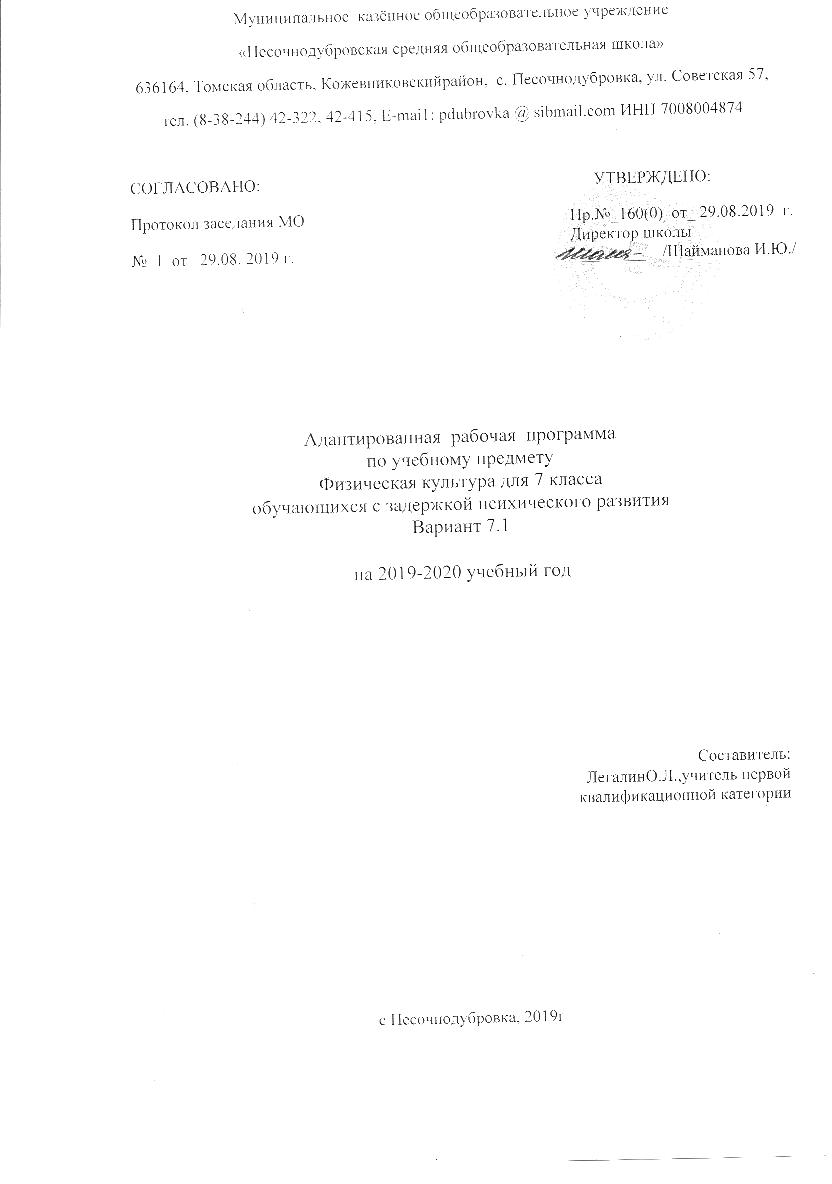 Муниципальное казённое общеобразовательное учреждение
«Песочнодубровская средняя общеобразовательная школа»
636164, Томская область, Кожевниковскийрайон, с. Песочнодубровка, ул. Советская 57,
тел. (8-38-244) 42-322, 42-415, E-mail: pdubrovka @ sibmail.com ИНН 7008004874
СОГЛАСОВАНО:
Протокол заседания МО
№ 1 от 29.08. 2019 г.
УТВЕРЖДЕНО:
Пр.№_160(0)_от_ 29.08.2019 г.
Директор школы
/Шайманова И.Ю./
Адаптированная рабочая программа
по учебному предмету
Физическая культура для 7 класса
обучающихся с задержкой психического развития
Вариант 7.1
на 2019-2020 учебный год
Составитель:
ЛегалинО.Л.,учитель первой
квалификационной категории
с Песочнодубровка, 2019г